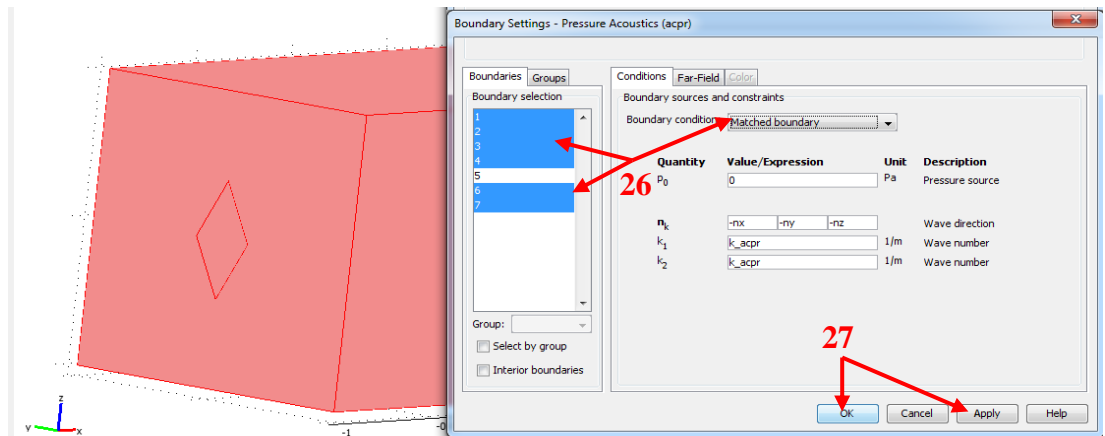 Boundary Settings - Pressure Acoustics (acpr)
Boundaries Groups
Boundary selection
1
2
3
4
5
6
7
Group:
Select by group
Interior boundaries
Conditions Far-Field Color
Boundary sources and constraints
Boundary condition Matched boundary
Quantity Value/Expression Unit Description
p0 0 Pa Pressure source
nk -nx -ny -nz Wave direction
k1 k_acpr 1/m Wave number
k2 k_acpr 1/m Wave number
26
27
OK Cancel Apply Help
z
y x
-1
-0